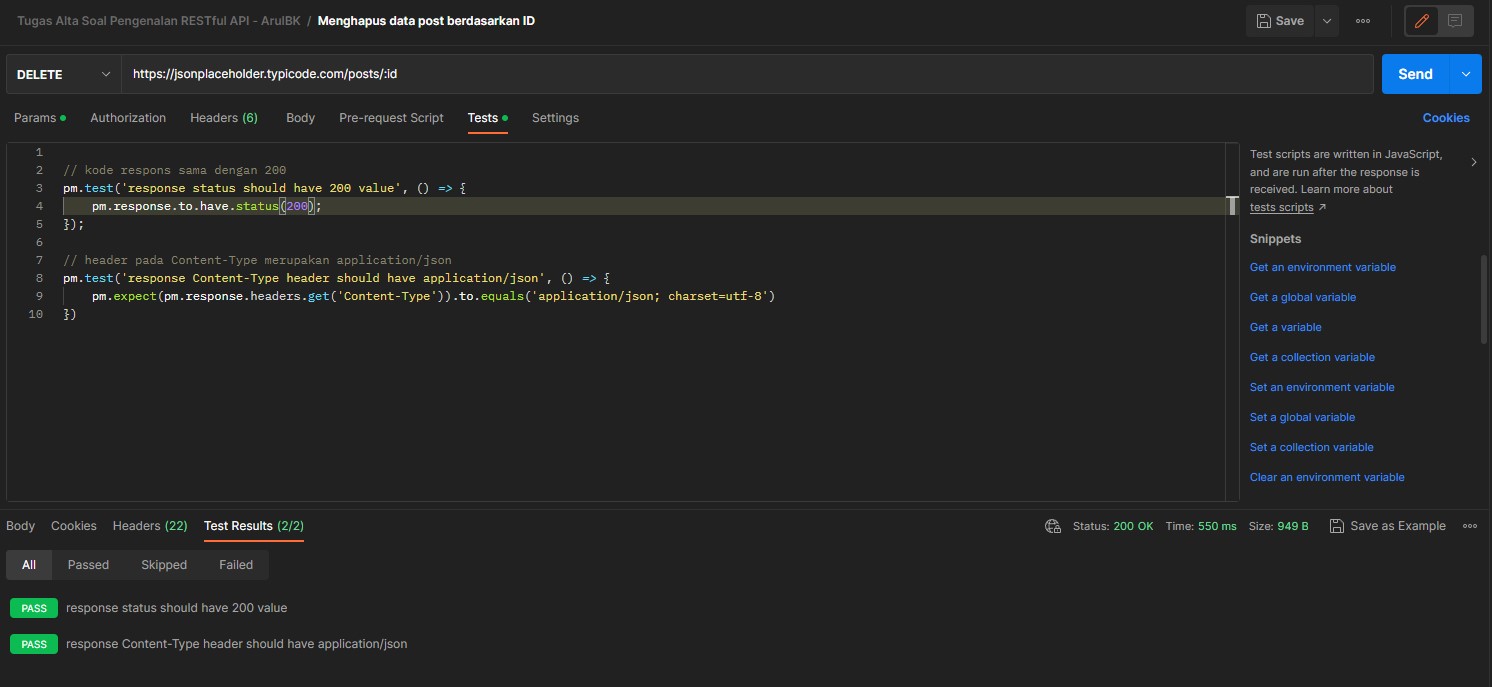 Tugas Alta Soal Pengenalan RESTful API - ArulBK / Menghapus data post berdasarkan ID
Save
DELETE
https://jsonplaceholder.typicode.com/posts/:id
Send
Params
Authorization
Headers (6)
Body
Pre-request Script
Tests
Settings
Cookies
1
2 // kode respons sama dengan 200
3 pm.test('response status should have 200 value', () => {
4 pm.response.to.have.status(200);
5 });
6
7 // header pada Content-Type merupakan application/json
8 pm.test('response Content-Type header should have application/json', () => {
9 pm.expect(pm.response.headers.get('Content-Type')).to.equals('application/json; charset=utf-8')
10 })
Test scripts are written in JavaScript,
and are run after the response is
received. Learn more about
tests scripts ↗
Snippets
Get an environment variable
Get a global variable
Get a variable
Get a collection variable
Set an environment variable
Set a global variable
Set a collection variable
Clear an environment variable
Body
Cookies
Headers (22)
Test Results (2/2)
Status: 200 OK
Time: 550 ms
Size: 949 B
Save as Example
All
Passed
Skipped
Failed
PASS response status should have 200 value
PASS response Content-Type header should have application/json